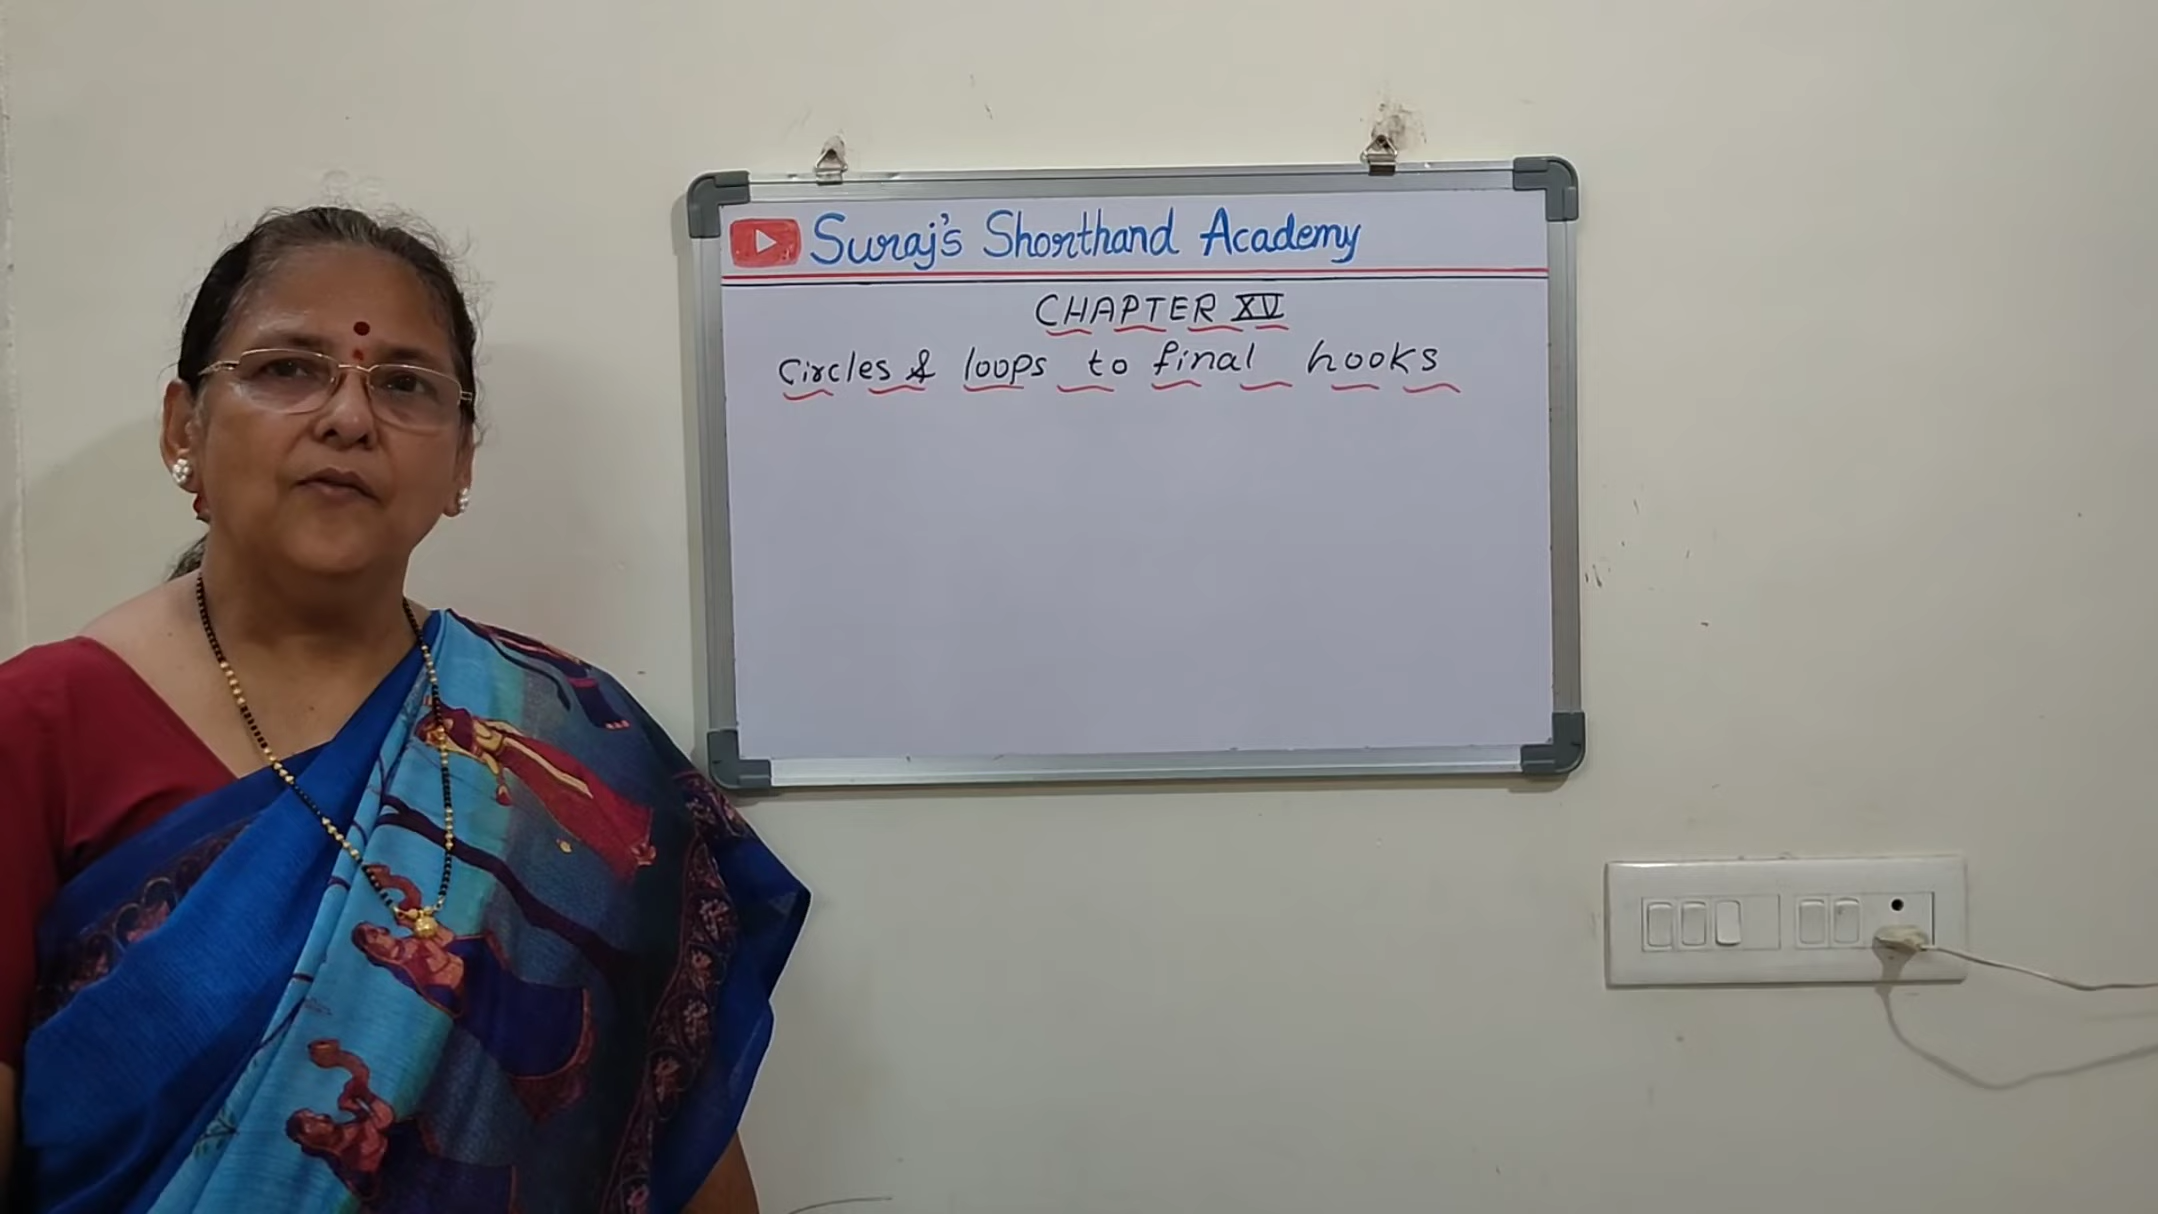 Suraj's Shorthand Academy
CHAPTER XV
Circles & loops to final hooks